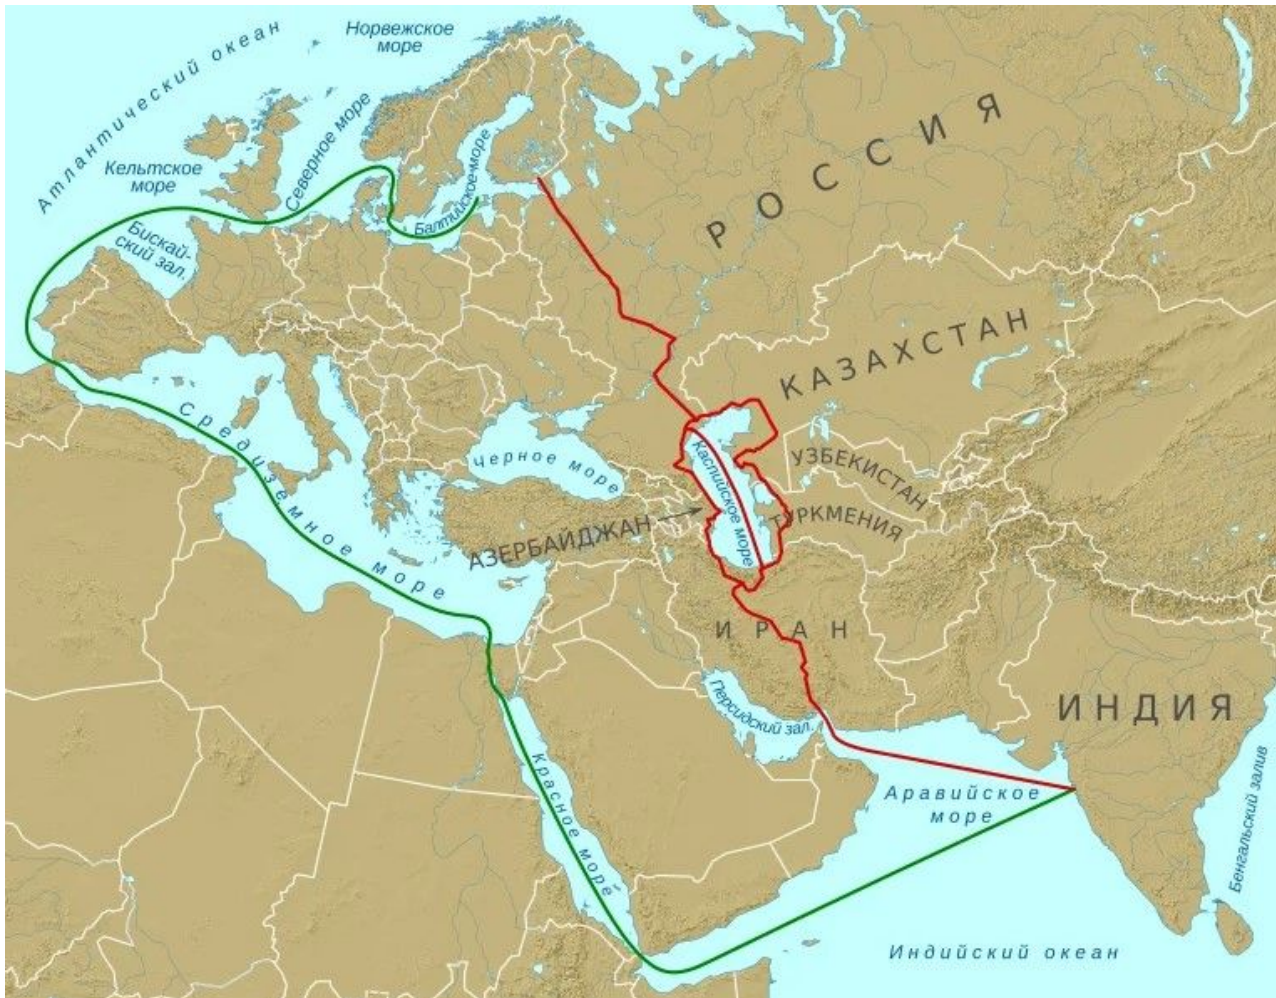 Норвежское
море
Атлантический океан
Северное море
Кельтское
море
Балтийское море
Бискай-
ский зал.
РОССИЯ
КАЗАХСТАН
Средиземное море
Черное море
Каспийское море
УЗБЕКИСТАН
ТУРКМЕНИЯ
АЗЕРБАЙДЖАН
ИРАН
Персидский зал.
ИНДИЯ
Красное море
Аравийское
море
Бенгальский залив
Индийский океан